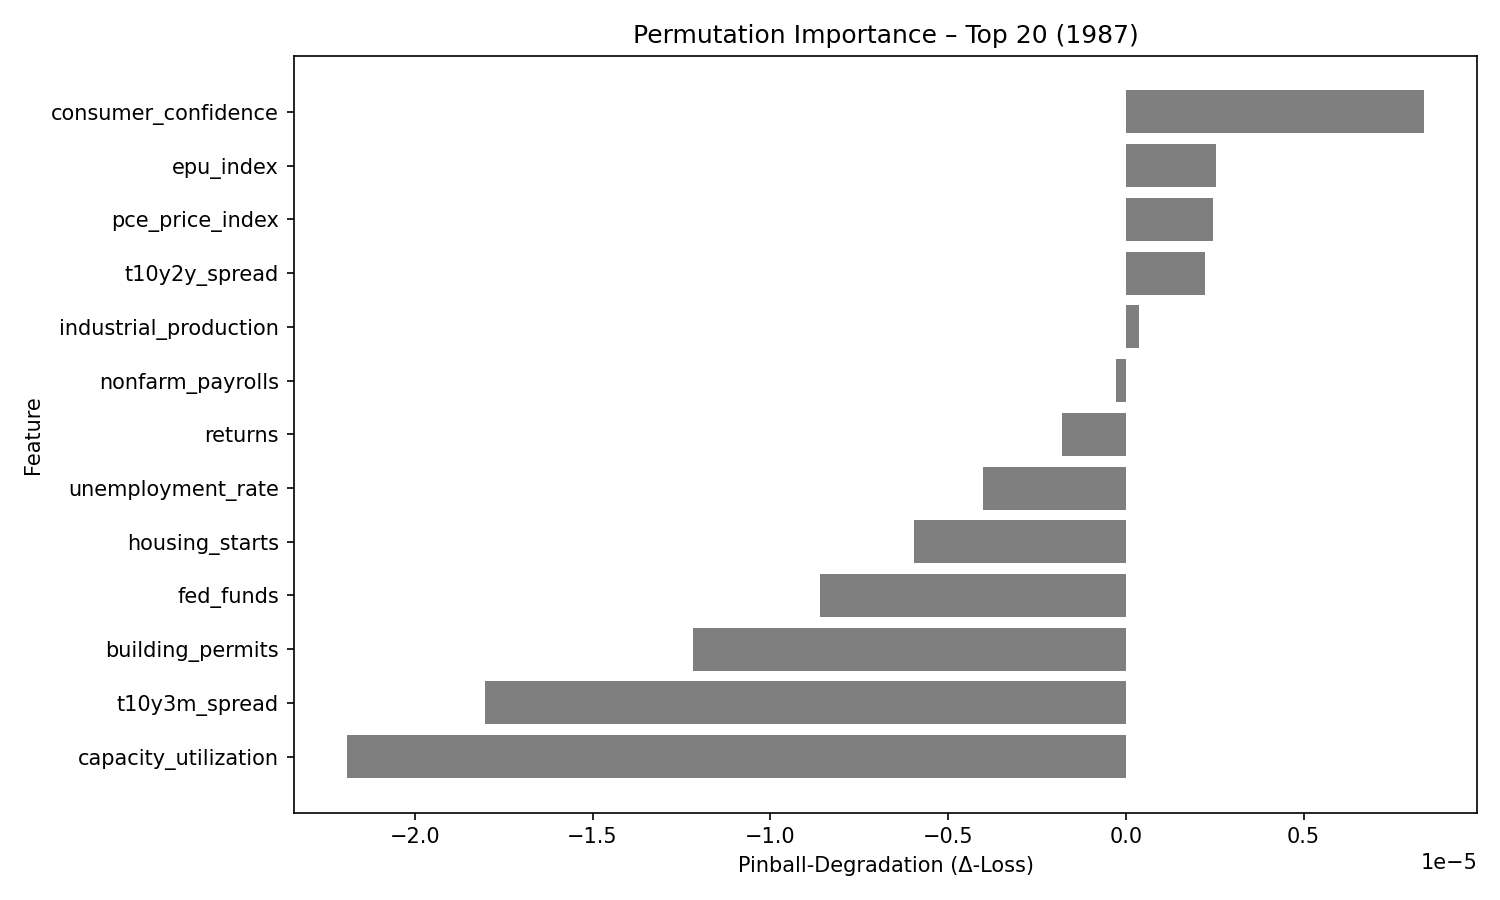 Permutation Importance – Top 20 (1987)
consumer_confidence
epu_index
pce_price_index
t10y2y_spread
industrial_production
nonfarm_payrolls
returns
unemployment_rate
housing_starts
fed_funds
building_permits
t10y3m_spread
capacity_utilization
Feature
−2.0 −1.5 −1.0 −0.5 0.0 0.5
1e−5
Pinball-Degradation (Δ-Loss)